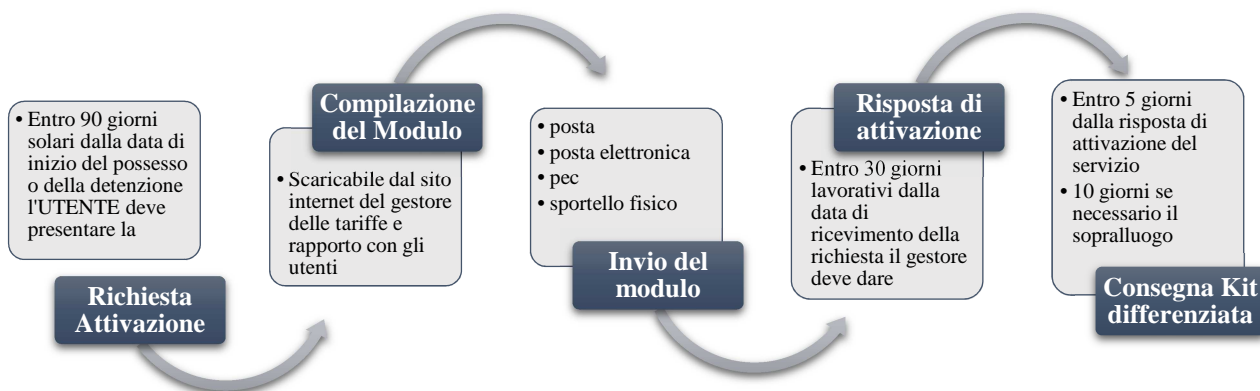 • Entro 90 giorni
solari dalla data di
inizio del possesso
o della detenzione
l'UTENTE deve
presentare la
Richiesta
Attivazione
Compilazione
del Modulo
• Scaricabile dal sito
internet del gestore
delle tariffe e
rapporto con gli
utenti
• posta
• posta elettronica
• pec
• sportello fisico
Invio del
modulo
Risposta di
attivazione
• Entro 30 giorni
lavorativi dalla
data di
ricevimento della
richiesta il gestore
deve dare
• Entro 5 giorni
dalla risposta di
attivazione del
servizio
• 10 giorni se
necessario il
sopralluogo
Consegna Kit
differenziata